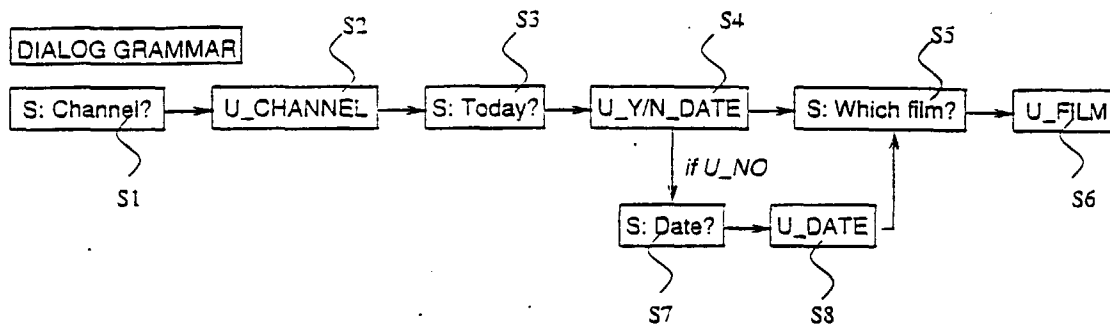 S2 S3 S4 S5
DIALOG GRAMMAR
S: Channel? U_CHANNEL S: Today? U_Y/N_DATE S: Which film? U_FILM
S1 if U_NO S6
S: Date? U_DATE
S7 S8